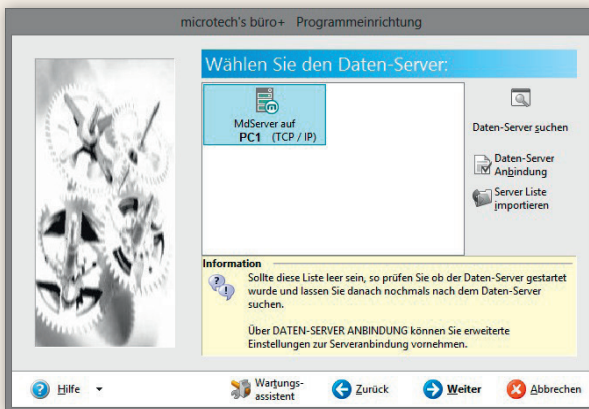 microtech's büro+ Programmeinrichtung
Wählen Sie den Daten-Server:
MdServer auf
PC1 (TCP / IP)
Daten-Server suchen
Daten-Server
Anbindung
Server Liste
importieren
Information
Sollte diese Liste leer sein, so prüfen Sie ob der Daten-Server gestartet
wurde und lassen Sie danach nochmals nach dem Daten-Server
suchen.
Über DATEN-SERVER ANBINDUNG können Sie erweiterte
Einstellungen zur Serveranbindung vornehmen.
Hilfe
Wartungs-
assistent
Zurück
Weiter
Abbrechen